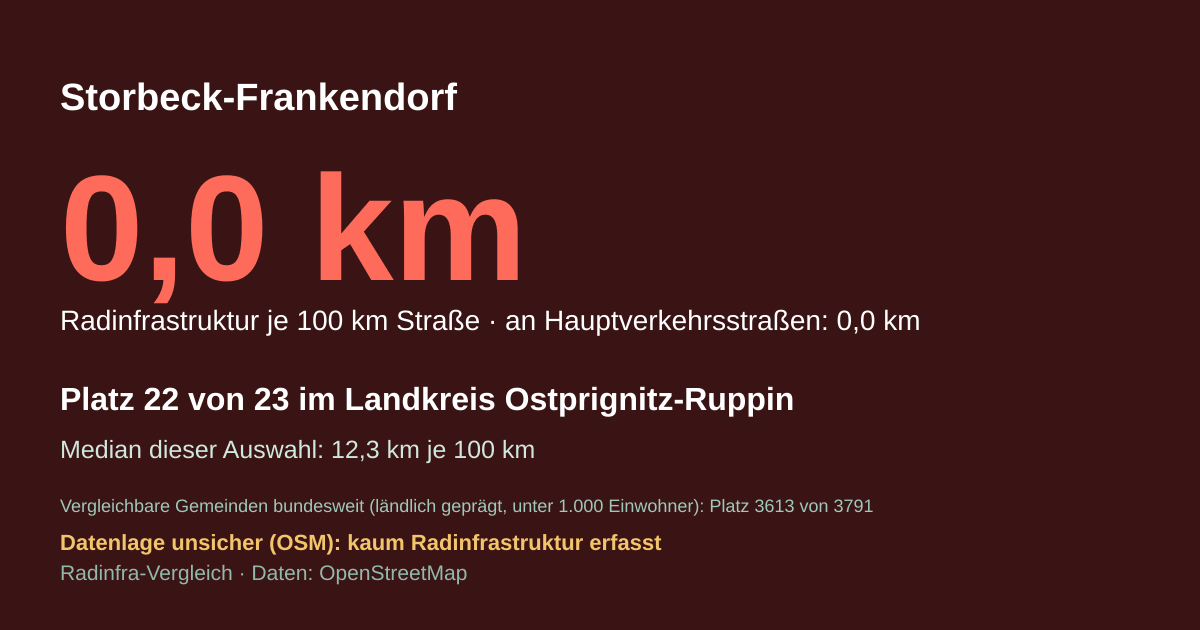 Storbeck-Frankendorf
0,0 km
Radinfrastruktur je 100 km Straße · an Hauptverkehrsstraßen: 0,0 km
Platz 22 von 23 im Landkreis Ostprignitz-Ruppin
Median dieser Auswahl: 12,3 km je 100 km
Vergleichbare Gemeinden bundesweit (ländlich geprägt, unter 1.000 Einwohner): Platz 3613 von 3791
Datenlage unsicher (OSM): kaum Radinfrastruktur erfasst
Radinfra-Vergleich · Daten: OpenStreetMap